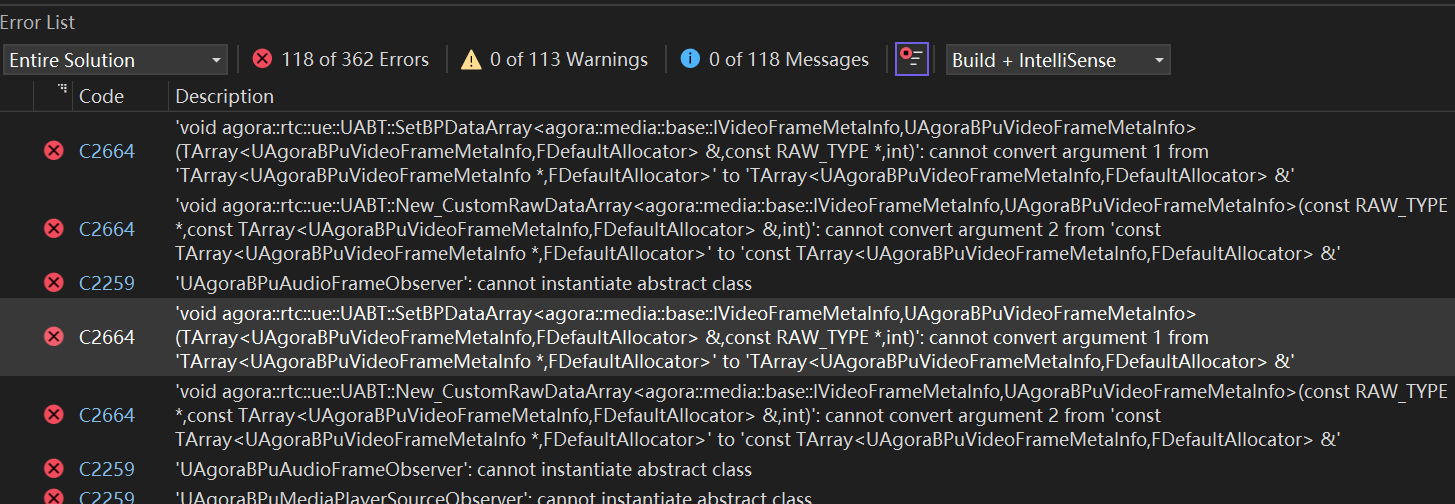 Error List
Entire Solution 118 of 362 Errors 0 of 113 Warnings 0 of 118 Messages Build + IntelliSense
Code Description
'void agora::rtc::ue::UABT::SetBPDataArray<agora::media::base::IVideoFrameMetaInfo,UAgoraBPuVideoFrameMetaInfo>
C2664 (TArray<UAgoraBPuVideoFrameMetaInfo,FDefaultAllocator> &,const RAW_TYPE *,int)': cannot convert argument 1 from
'TArray<UAgoraBPuVideoFrameMetaInfo *,FDefaultAllocator>' to 'TArray<UAgoraBPuVideoFrameMetaInfo,FDefaultAllocator> &'
'void agora::rtc::ue::UABT::New_CustomRawDataArray<agora::media::base::IVideoFrameMetaInfo,UAgoraBPuVideoFrameMetaInfo>(const RAW_TYPE
C2664 *,const TArray<UAgoraBPuVideoFrameMetaInfo,FDefaultAllocator> &,int)': cannot convert argument 2 from 'const
TArray<UAgoraBPuVideoFrameMetaInfo *,FDefaultAllocator>' to 'const TArray<UAgoraBPuVideoFrameMetaInfo,FDefaultAllocator> &'
C2259 'UAgoraBPuAudioFrameObserver': cannot instantiate abstract class
'void agora::rtc::ue::UABT::SetBPDataArray<agora::media::base::IVideoFrameMetaInfo,UAgoraBPuVideoFrameMetaInfo>
C2664 (TArray<UAgoraBPuVideoFrameMetaInfo,FDefaultAllocator> &,const RAW_TYPE *,int)': cannot convert argument 1 from
'TArray<UAgoraBPuVideoFrameMetaInfo *,FDefaultAllocator>' to 'TArray<UAgoraBPuVideoFrameMetaInfo,FDefaultAllocator> &'
'void agora::rtc::ue::UABT::New_CustomRawDataArray<agora::media::base::IVideoFrameMetaInfo,UAgoraBPuVideoFrameMetaInfo>(const RAW_TYPE
C2664 *,const TArray<UAgoraBPuVideoFrameMetaInfo,FDefaultAllocator> &,int)': cannot convert argument 2 from 'const
TArray<UAgoraBPuVideoFrameMetaInfo *,FDefaultAllocator>' to 'const TArray<UAgoraBPuVideoFrameMetaInfo,FDefaultAllocator> &'
C2259 'UAgoraBPuAudioFrameObserver': cannot instantiate abstract class
C2259 'UAgoraBPuMediaPlayerSourceObserver': cannot instantiate abstract class